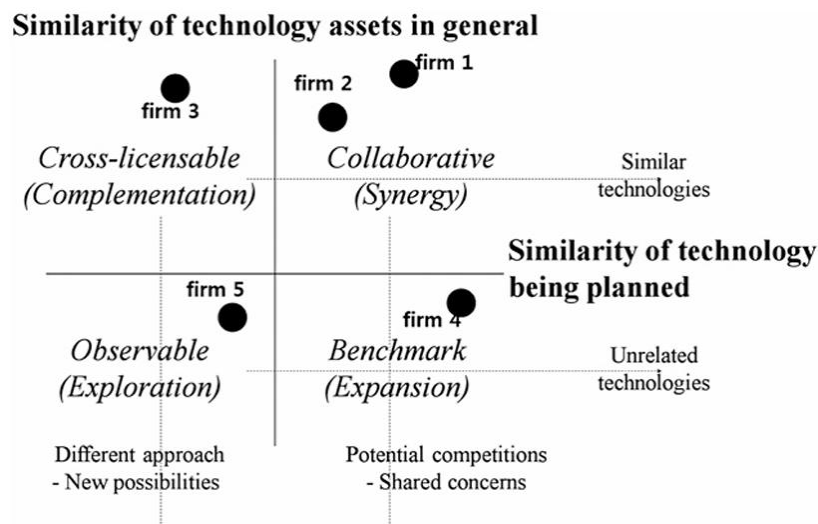 Similarity of technology assets in general
firm 1
firm 2
firm 3
Cross-licensable
(Complementation)
Collaborative
(Synergy)
Similar
technologies
Similarity of technology
being planned
firm 5
firm 4
Observable
(Exploration)
Benchmark
(Expansion)
Unrelated
technologies
Different approach
- New possibilities
Potential competitions
- Shared concerns